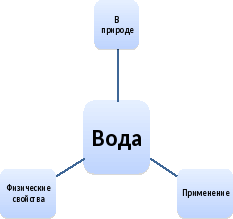 В
природе
Вода
Физические
свойства
Применение